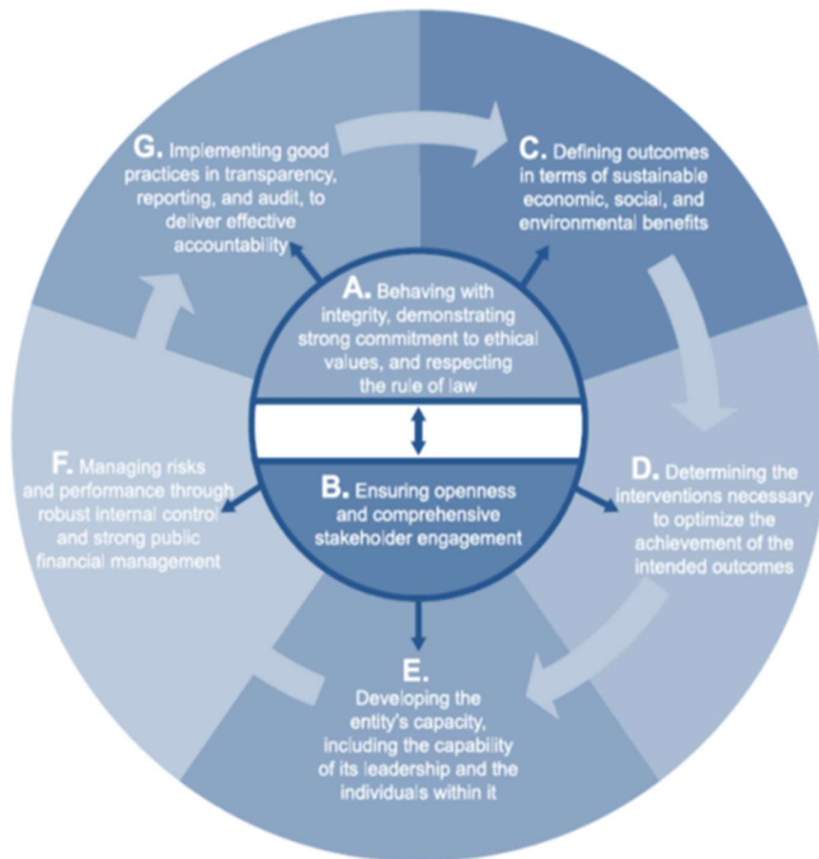 G. Implementing good
practices in transparency,
reporting, and audit, to
deliver effective
accountability
C. Defining outcomes
in terms of sustainable
economic, social, and
environmental benefits
A. Behaving with
integrity, demonstrating
strong commitment to ethical
values, and respecting
the rule of law
B. Ensuring openness
and comprehensive
stakeholder engagement
F. Managing risks
and performance through
robust internal control
and strong public
financial management
D. Determining the
interventions necessary
to optimize the
achievement of the
intended outcomes
E.
Developing the
entity's capacity,
including the capability
of its leadership and the
individuals within it